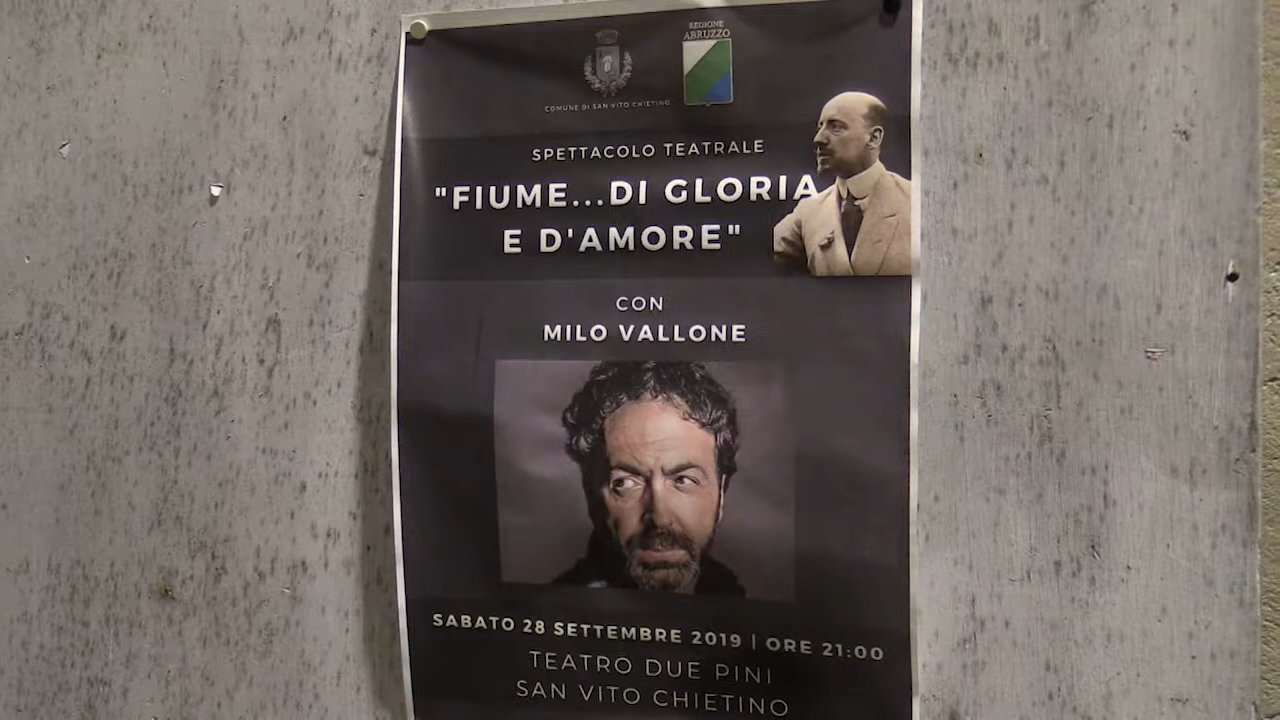 REGIONE
ABRUZZO
COMUNE DI SAN VITO CHIETINO
SPETTACOLO TEATRALE
"FIUME...DI GLORIA
E D'AMORE"
CON
MILO VALLONE
SABATO 28 SETTEMBRE 2019 | ORE 21:00
TEATRO DUE PINI
SAN VITO CHIETINO